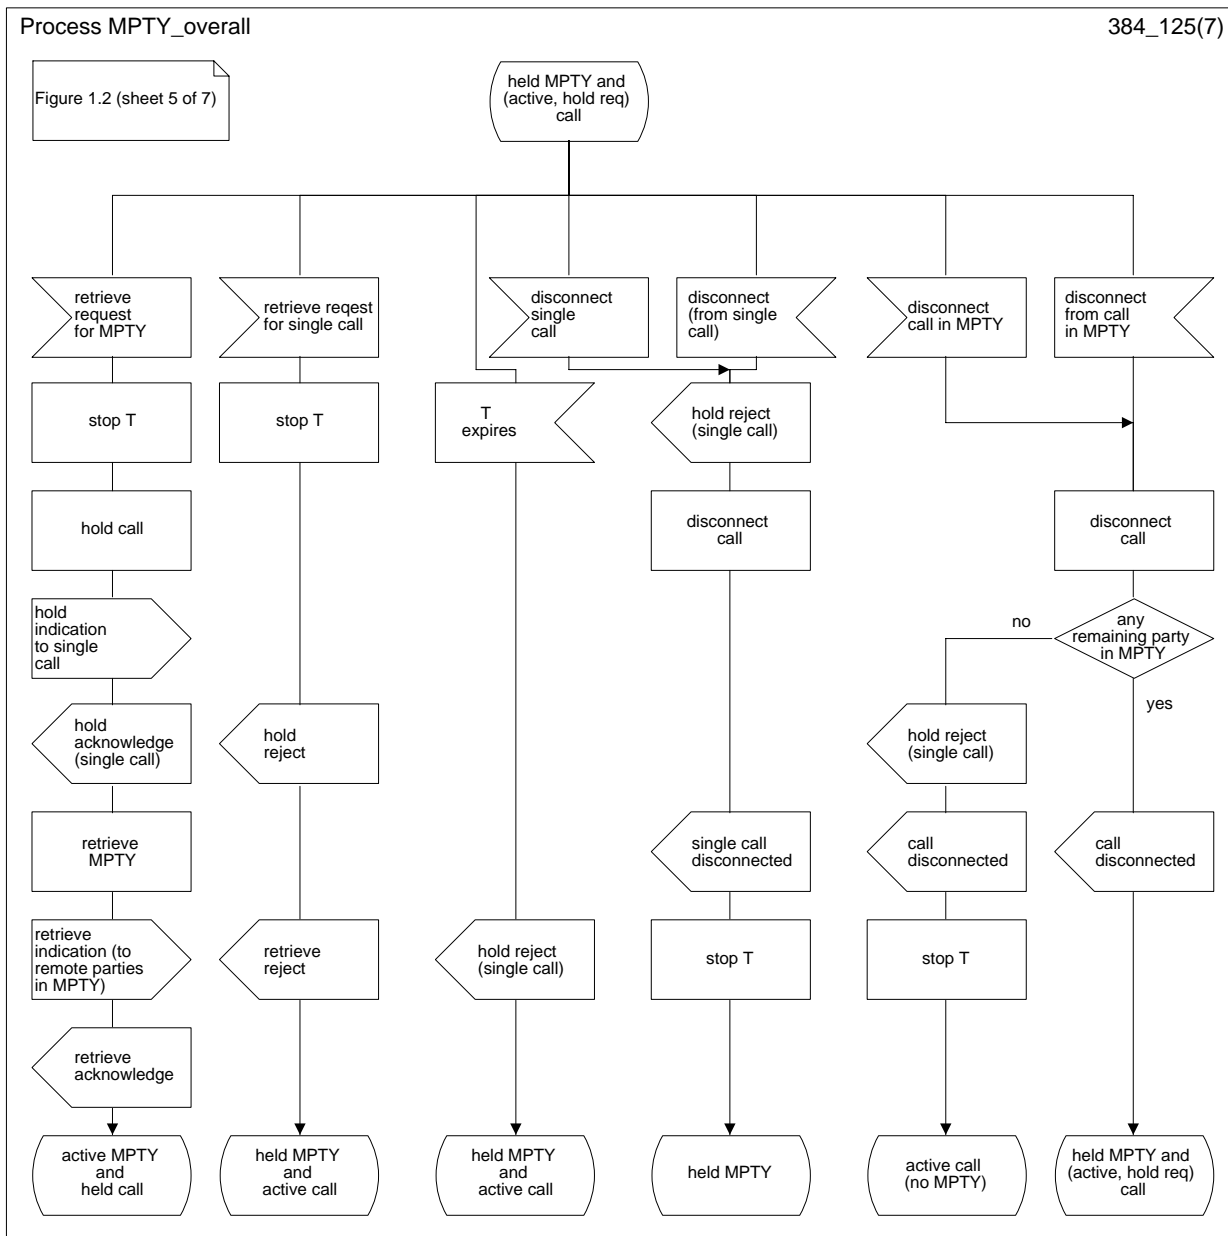 Process MPTY_overall
384_125(7)
Figure 1.2 (sheet 5 of 7)
held MPTY and
(active, hold req)
call
retrieve
request
for MPTY
retrieve reqest
for single call
disconnect
single
call
disconnect
(from single
call)
disconnect
call in MPTY
disconnect
from call
in MPTY
stop T
stop T
T
expires
hold reject
(single call)
hold call
disconnect
call
disconnect
call
hold
indication
to single
call
no
any
remaining party
in MPTY
yes
hold
acknowledge
(single call)
hold
reject
hold reject
(single call)
retrieve
MPTY
single call
disconnected
call
disconnected
call
disconnected
retrieve
indication (to
remote parties
in MPTY)
retrieve
reject
hold reject
(single call)
stop T
stop T
retrieve
acknowledge
active MPTY
and
held call
held MPTY
and
active call
held MPTY
and
active call
held MPTY
active call
(no MPTY)
held MPTY and
(active, hold req)
call